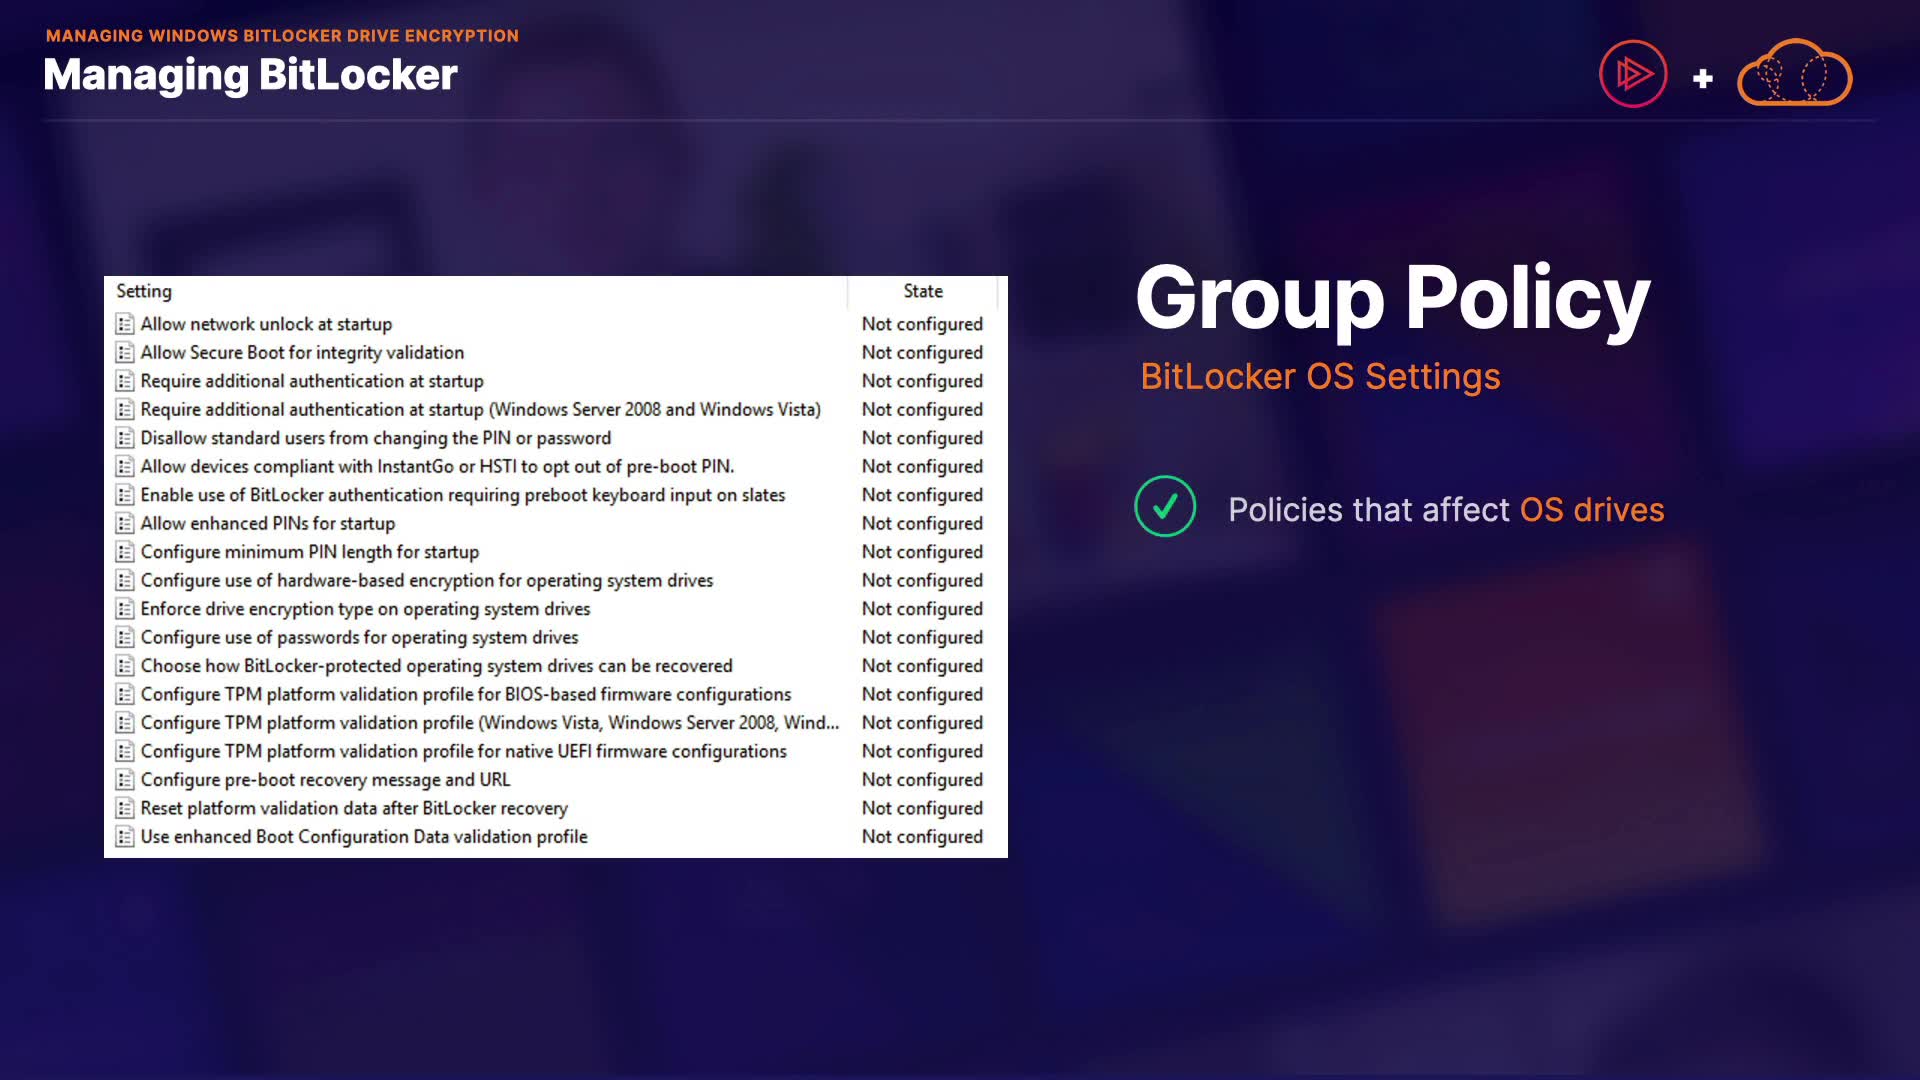 MANAGING WINDOWS BITLOCKER DRIVE ENCRYPTION
Managing BitLocker
+
Setting State
Allow network unlock at startup Not configured
Allow Secure Boot for integrity validation Not configured
Require additional authentication at startup Not configured
Require additional authentication at startup (Windows Server 2008 and Windows Vista) Not configured
Disallow standard users from changing the PIN or password Not configured
Allow devices compliant with InstantGo or HSTI to opt out of pre-boot PIN. Not configured
Enable use of BitLocker authentication requiring preboot keyboard input on slates Not configured
Allow enhanced PINs for startup Not configured
Configure minimum PIN length for startup Not configured
Configure use of hardware-based encryption for operating system drives Not configured
Enforce drive encryption type on operating system drives Not configured
Configure use of passwords for operating system drives Not configured
Choose how BitLocker-protected operating system drives can be recovered Not configured
Configure TPM platform validation profile for BIOS-based firmware configurations Not configured
Configure TPM platform validation profile (Windows Vista, Windows Server 2008, Wind... Not configured
Configure TPM platform validation profile for native UEFI firmware configurations Not configured
Configure pre-boot recovery message and URL Not configured
Reset platform validation data after BitLocker recovery Not configured
Use enhanced Boot Configuration Data validation profile Not configured
Group Policy
BitLocker OS Settings
Policies that affect OS drives